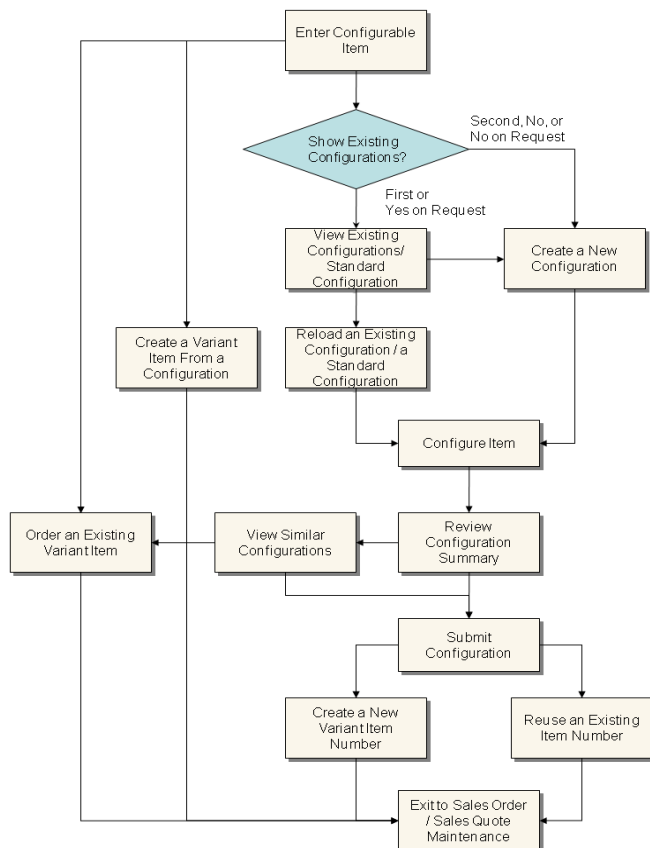 Enter Configurable
Item
Second, No, or
No on Request
Show Existing
Configurations?
First or
Yes on Request
View Existing
Configurations/
Standard
Configuration
Create a New
Configuration
Create a Variant
Item From a
Configuration
Reload an Existing
Configuration / a
Standard
Configuration
Configure Item
Order an Existing
Variant Item
View Similar
Configurations
Review
Configuration
Summary
Submit
Configuration
Create a New
Variant Item
Number
Reuse an Existing
Item Number
Exit to Sales Order
/ Sales Quote
Maintenance